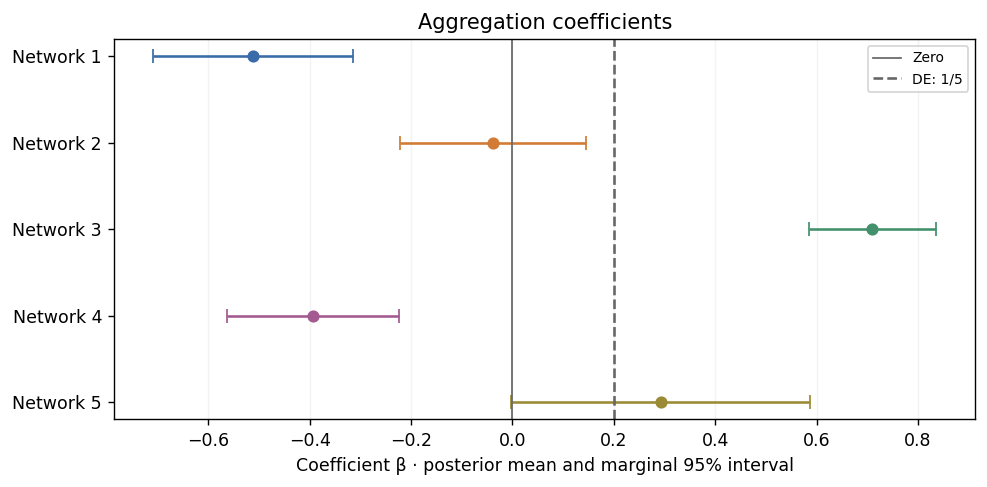 Aggregation coefficients
Zero
DE: 1/5
Network 1
Network 2
Network 3
Network 4
Network 5
−0.6 −0.4 −0.2 0.0 0.2 0.4 0.6 0.8
Coefficient β · posterior mean and marginal 95% interval